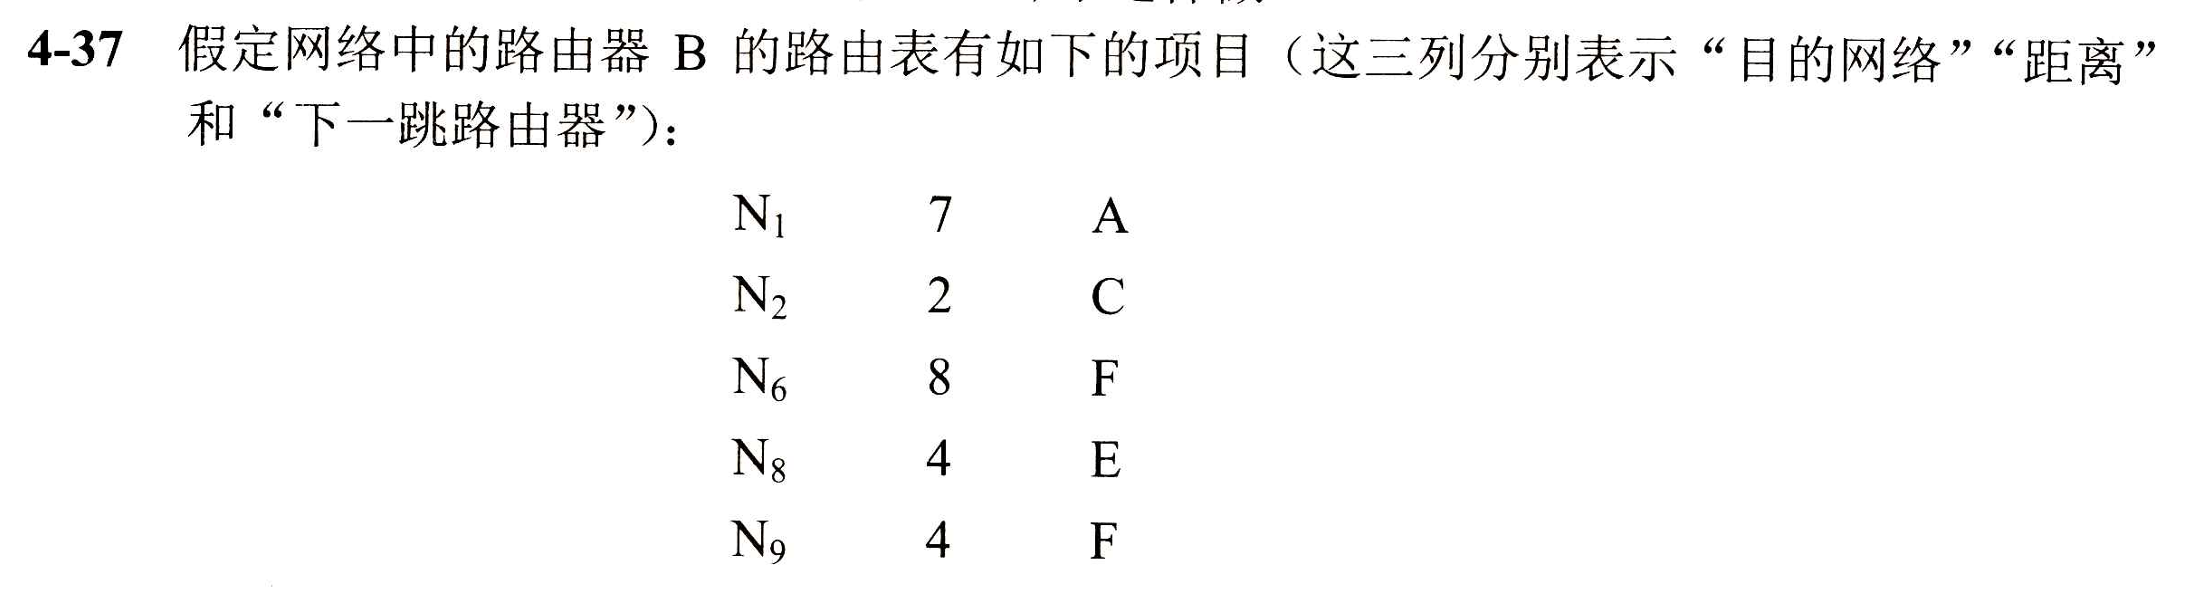 4-37 假定网络中的路由器 B 的路由表有如下的项目（这三列分别表示“目的网络”“距离”
和“下一跳路由器”）：
N₁ 7 A
N₂ 2 C
N₆ 8 F
N₈ 4 E
N₉ 4 F